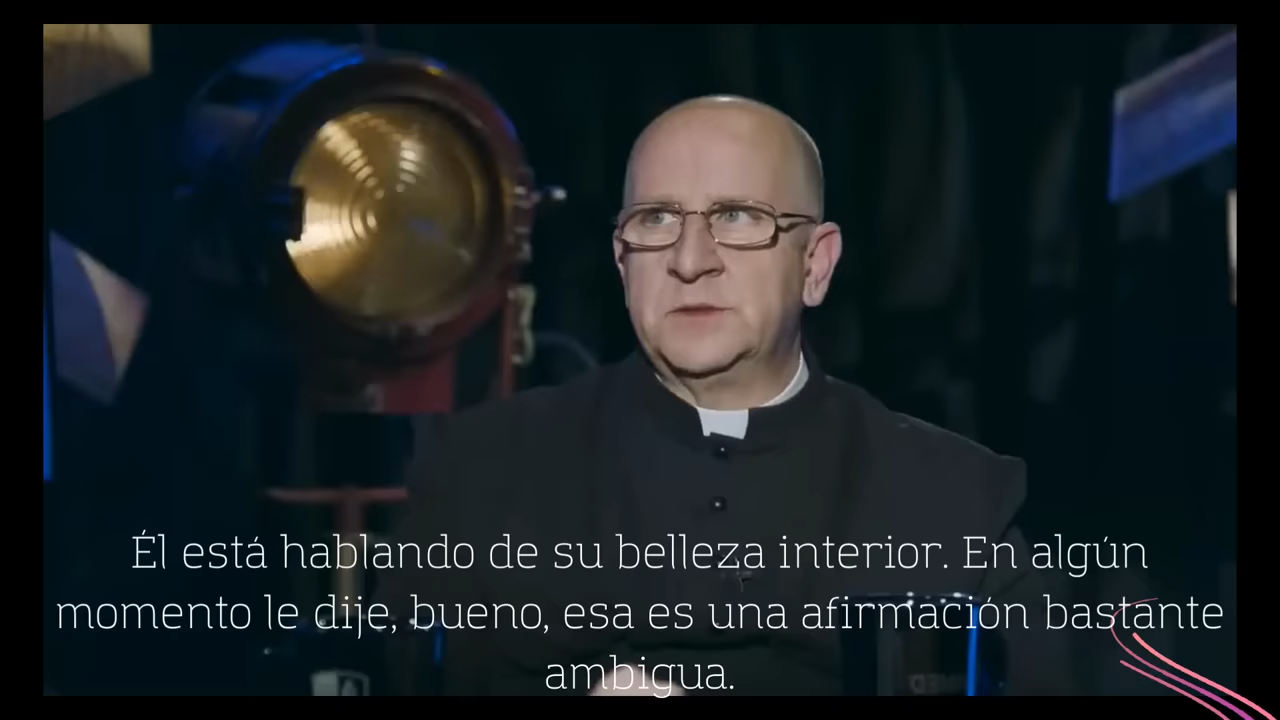 Él está hablando de su belleza interior. En algún
momento le dije, bueno, esa es una afirmación bastante
ambigua.